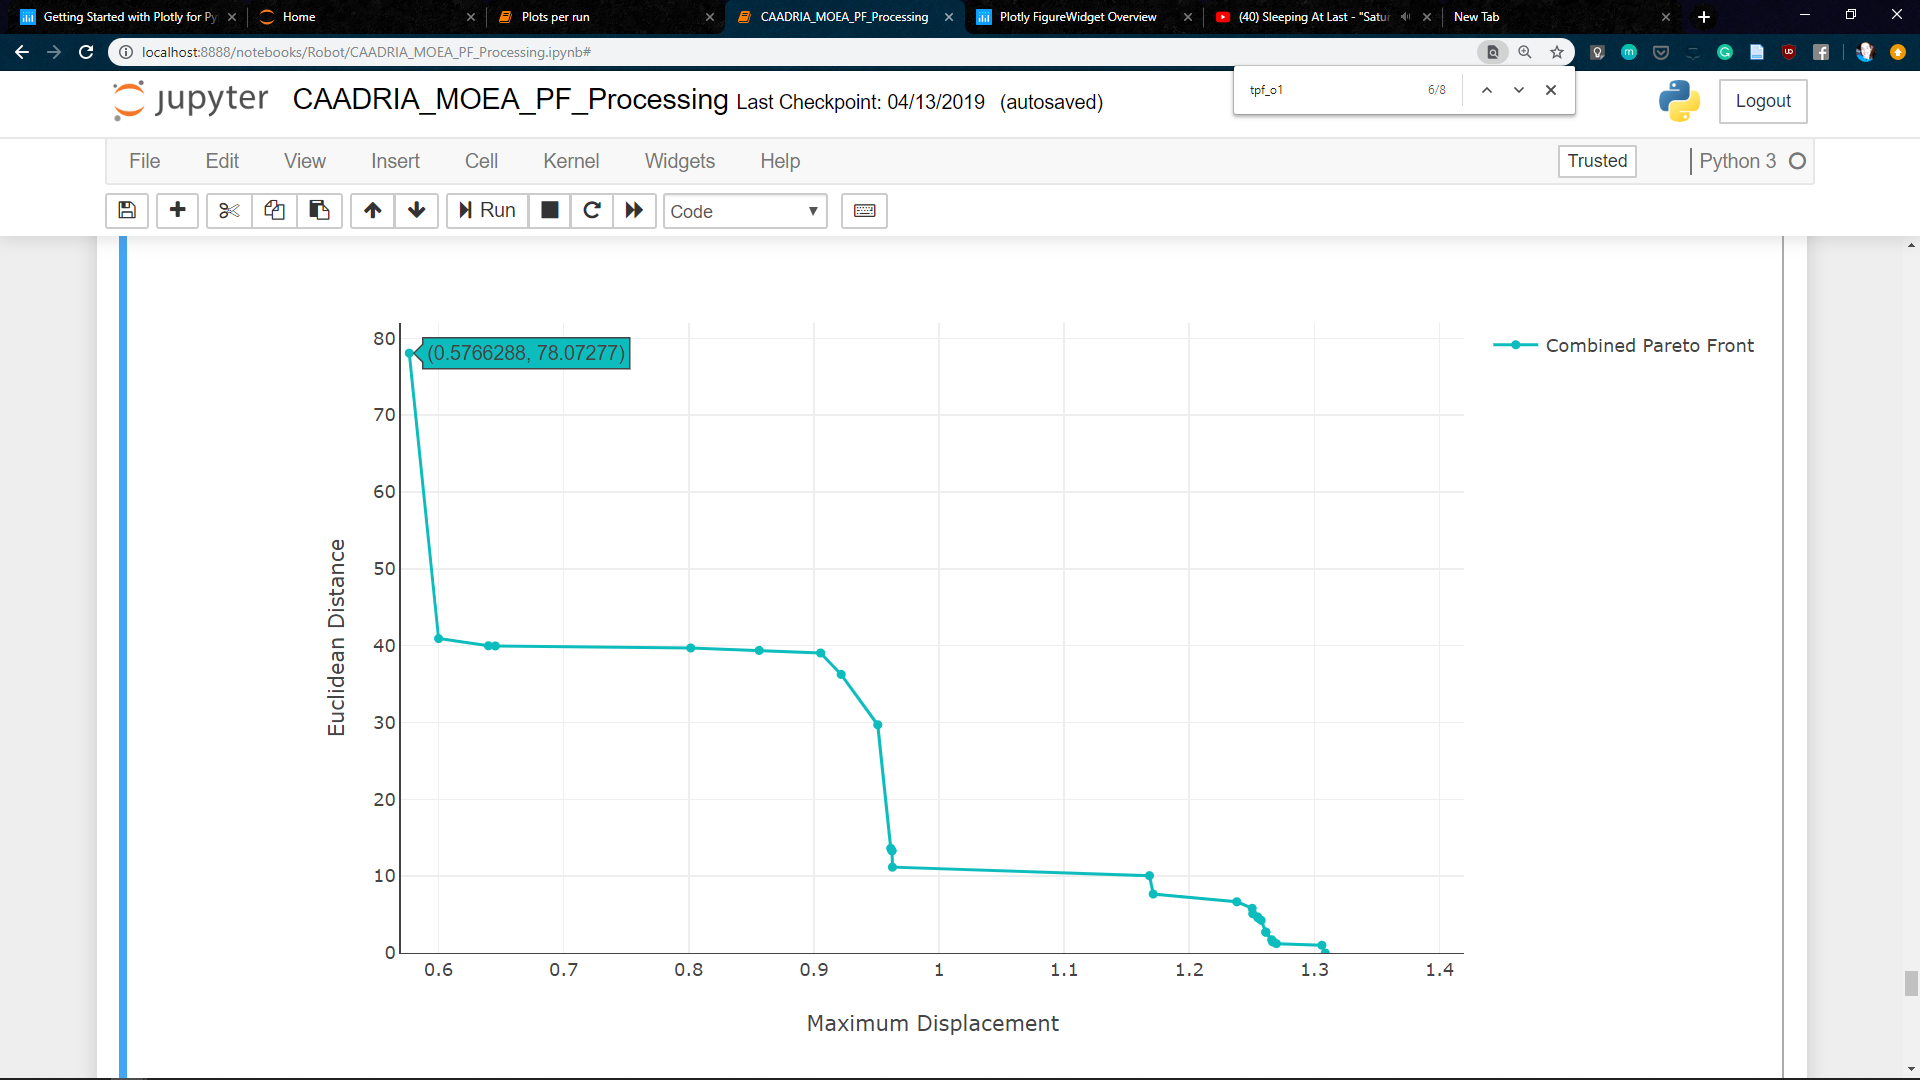 Getting Started with Plotly for Py
Home
Plots per run
CAADRIA_MOEA_PF_Processing
Plotly FigureWidget Overview
(40) Sleeping At Last - "Satur
New Tab
localhost:8888/notebooks/Robot/CAADRIA_MOEA_PF_Processing.ipynb#
tpf_o1 6/8
jupyter CAADRIA_MOEA_PF_Processing Last Checkpoint: 04/13/2019 (autosaved)
Logout
File Edit View Insert Cell Kernel Widgets Help
Trusted Python 3
Run Code
80
70
60
50
40
30
20
10
0
Euclidean Distance
(0.5766288, 78.07277)
Combined Pareto Front
0.6 0.7 0.8 0.9 1 1.1 1.2 1.3 1.4
Maximum Displacement